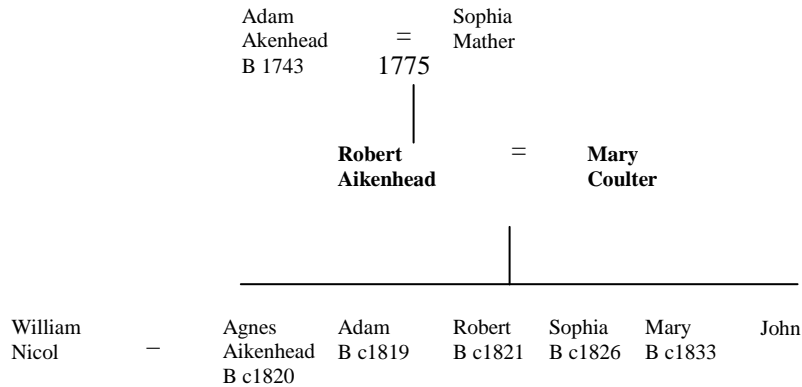 Adam Sophia
Akenhead = Mather
B 1743 1775
Robert = Mary
Aikenhead Coulter
William Agnes Adam Robert Sophia Mary John
Nicol – Aikenhead B c1819 B c1821 B c1826 B c1833
B c1820